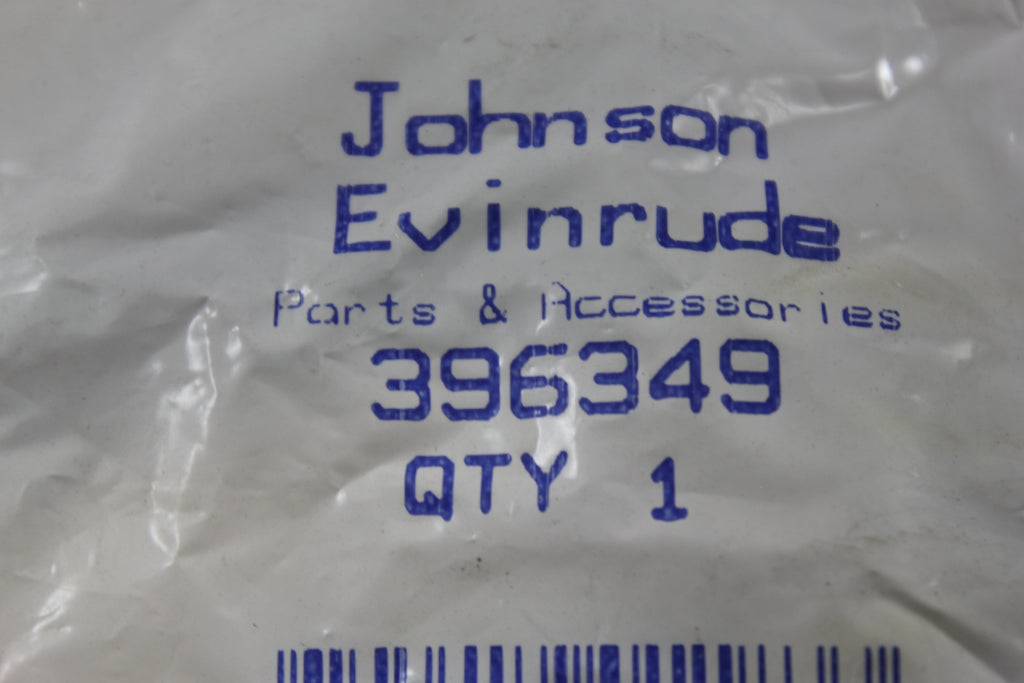 Johnson
Evinrude
Parts & Accessories
396349
QTY 1